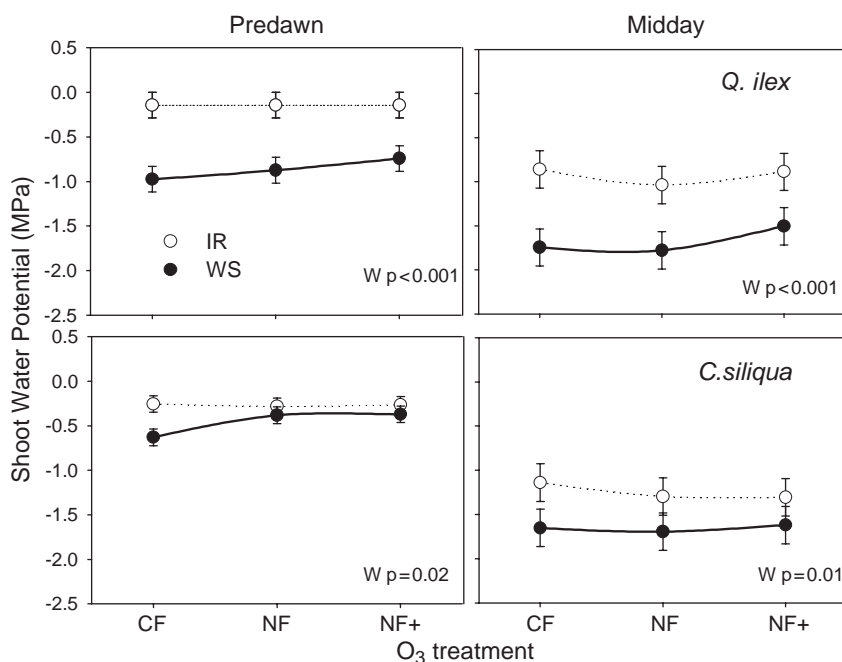 Predawn Midday
Shoot Water Potential (MPa)
0.5
0.0
-0.5
-1.0
-1.5
-2.0
-2.5
IR
WS
W p<0.001
Q. ilex
W p<0.001
0.5
0.0
-0.5
-1.0
-1.5
-2.0
-2.5
W p=0.02
C.siliqua
W p=0.01
CF NF NF+ CF NF NF+
O3 treatment